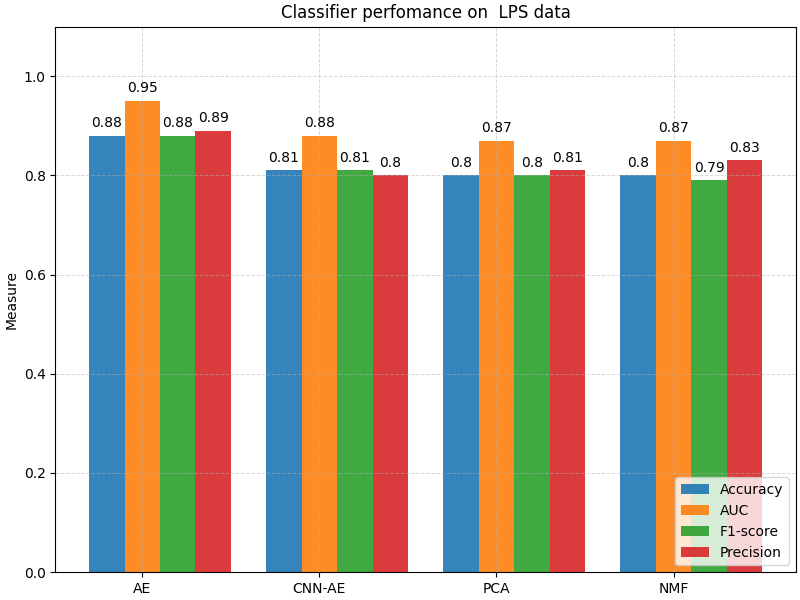 Classifier perfomance on  LPS data
Measure
1.0
0.8
0.6
0.4
0.2
0.0
0.88 0.95 0.88 0.89
0.81 0.88 0.81 0.8
0.8 0.87 0.8 0.81
0.8 0.87 0.79 0.83
AE CNN-AE PCA NMF
Accuracy
AUC
F1-score
Precision